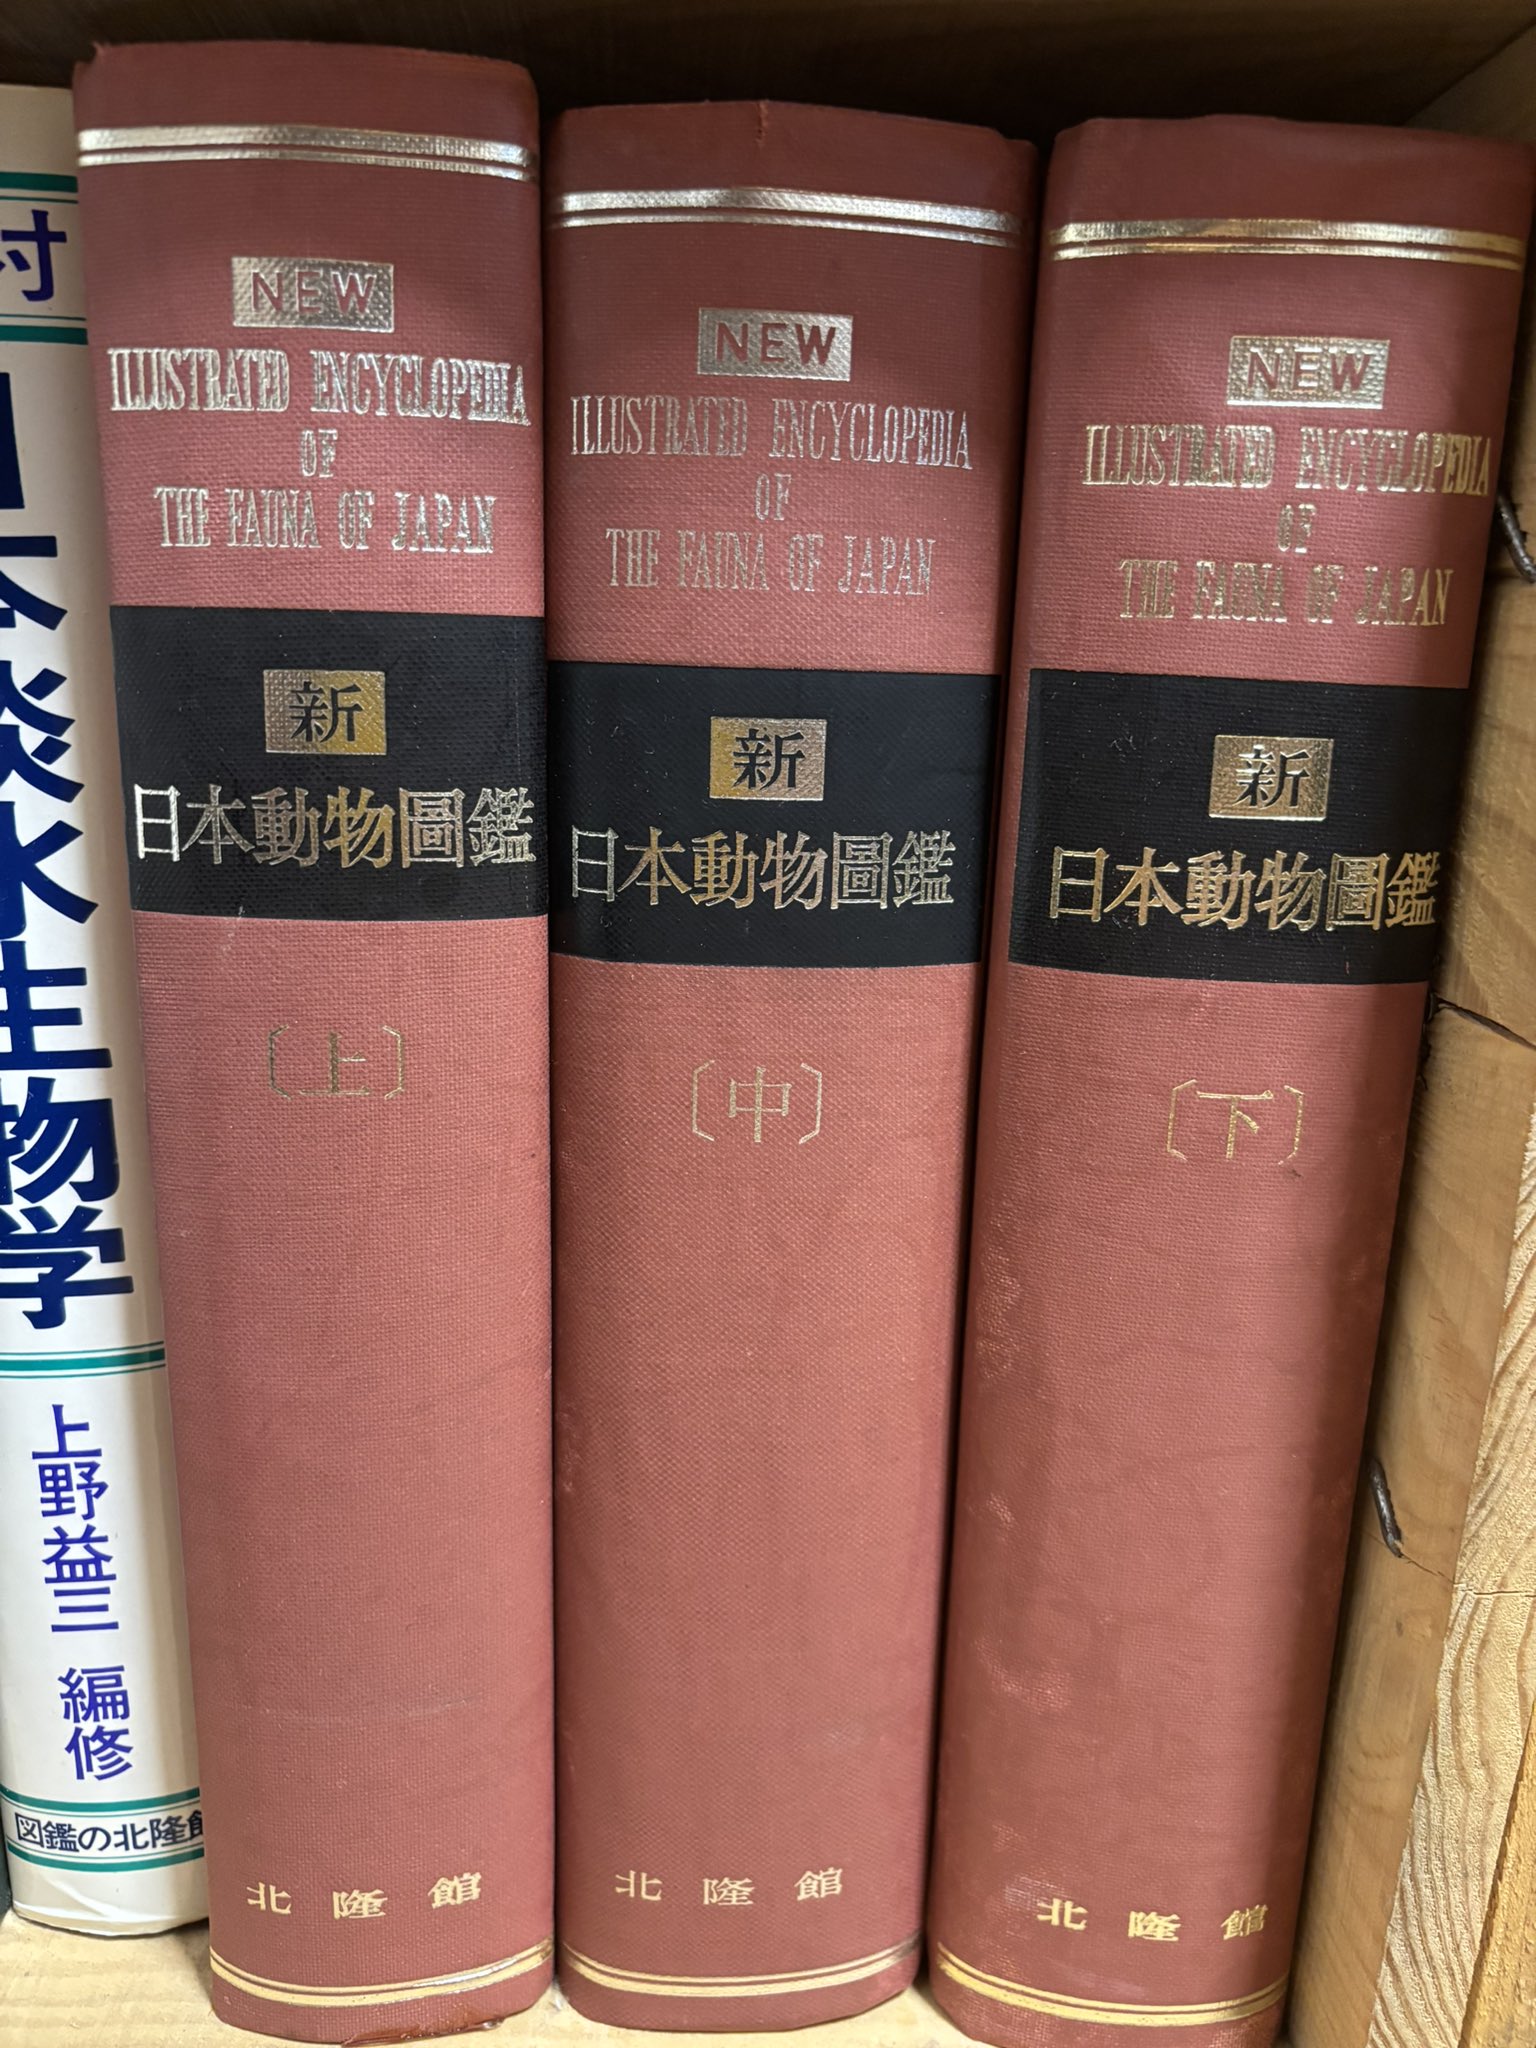 村
日本淡水生物学
上野益三 編修
図鑑の北隆館
NEW
ILLUSTRATED ENCYCLOPEDIA
OF
THE FAUNA OF JAPAN
新
日本動物圖鑑
〔上〕
北隆館
NEW
ILLUSTRATED ENCYCLOPEDIA
OF
THE FAUNA OF JAPAN
新
日本動物圖鑑
〔中〕
北隆館
NEW
ILLUSTRATED ENCYCLOPEDIA
OF
THE FAUNA OF JAPAN
新
日本動物圖鑑
〔下〕
北隆館